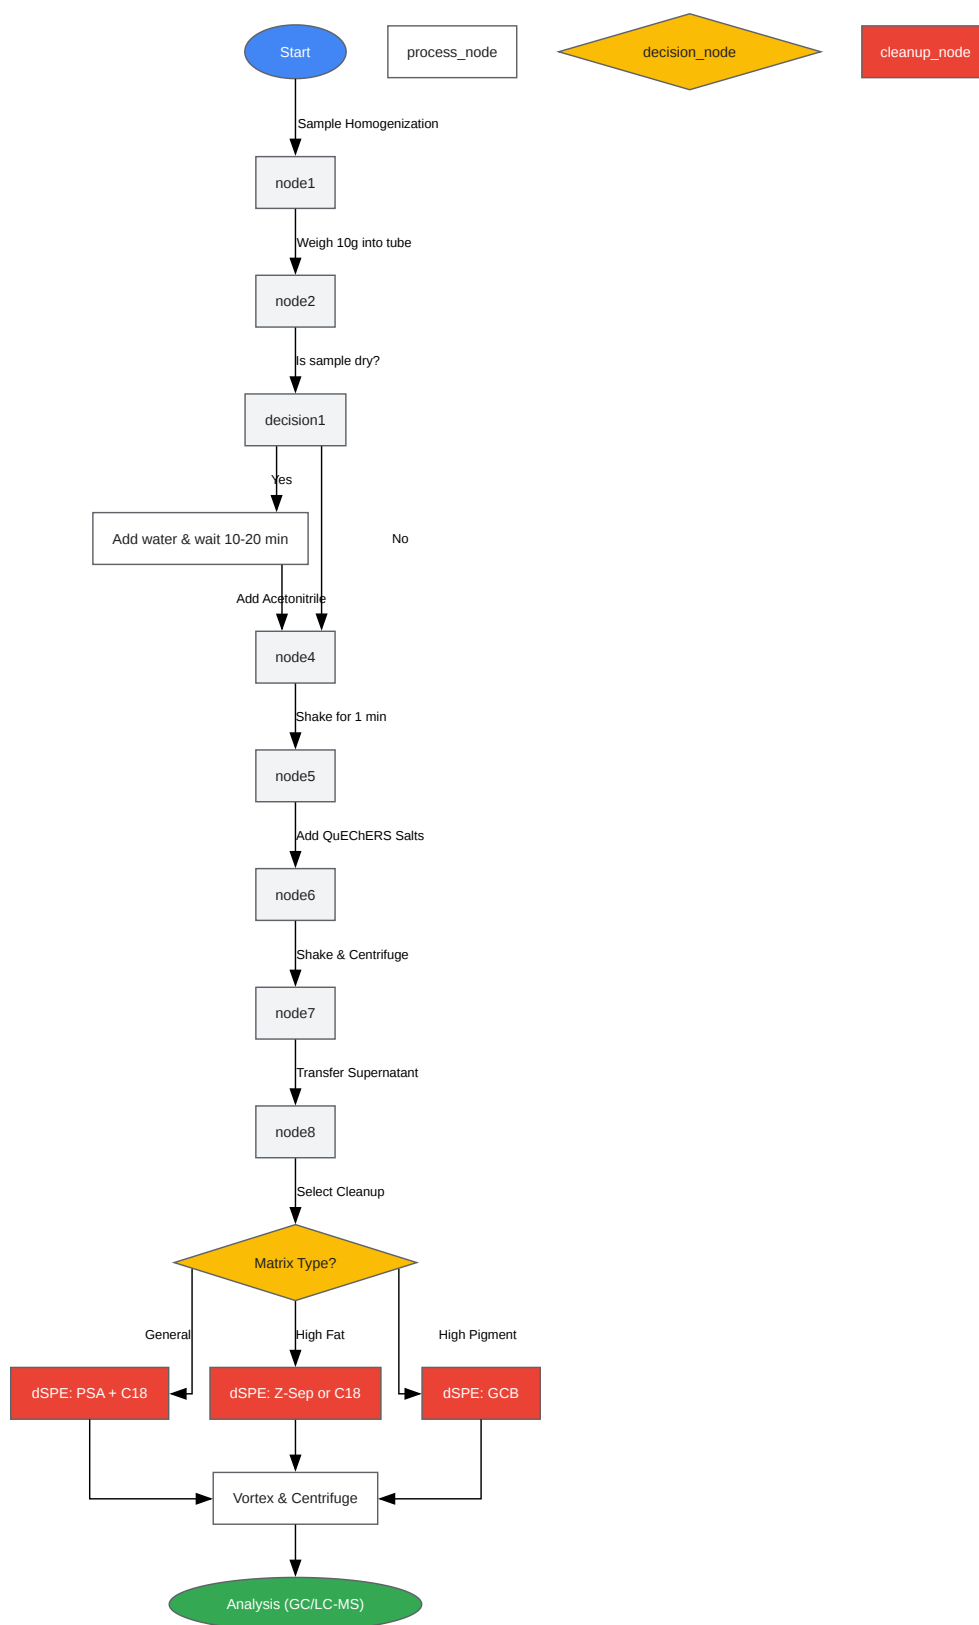 Start
process_node
decision_node
cleanup_node
Sample Homogenization
node1
Weigh 10g into tube
node2
Is sample dry?
decision1
Yes
Add water & wait 10-20 min
No
Add Acetonitrile
node4
Shake for 1 min
node5
Add QuEChERS Salts
node6
Shake & Centrifuge
node7
Transfer Supernatant
node8
Select Cleanup
Matrix Type?
General
High Fat
High Pigment
dSPE: PSA + C18
dSPE: Z-Sep or C18
dSPE: GCB
Vortex & Centrifuge
Analysis (GC/LC-MS)